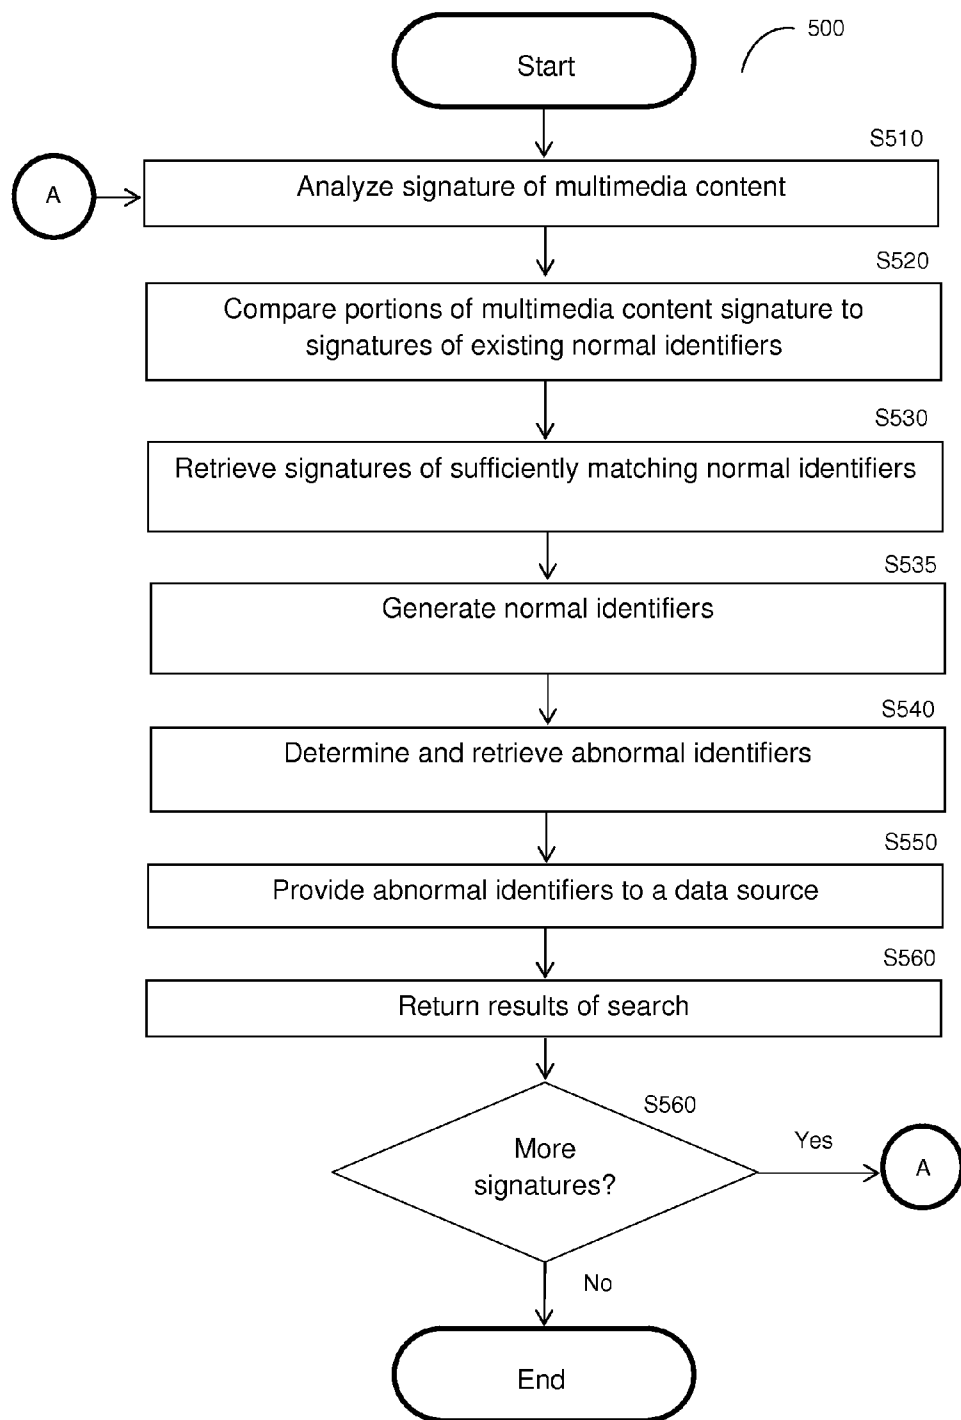 500
Start
S510
A
Analyze signature of multimedia content
S520
Compare portions of multimedia content signature to
signatures of existing normal identifiers
S530
Retrieve signatures of sufficiently matching normal identifiers
S535
Generate normal identifiers
S540
Determine and retrieve abnormal identifiers
S550
Provide abnormal identifiers to a data source
S560
Return results of search
S560
More
signatures?
Yes
A
No
End